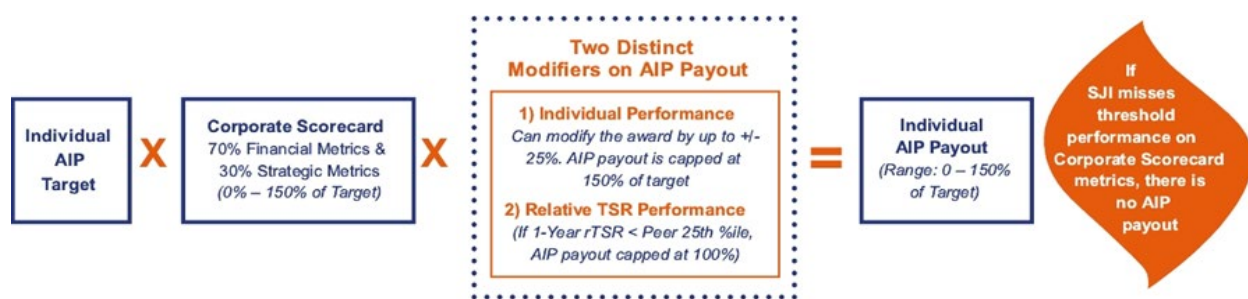 Individual
AIP
Target
X
Corporate Scorecard
70% Financial Metrics &
30% Strategic Metrics
(0% – 150% of Target)
X
Two Distinct
Modifiers on AIP Payout
1) Individual Performance
Can modify the award by up to +/-
25%. AIP payout is capped at
150% of target
2) Relative TSR Performance
(If 1-Year rTSR < Peer 25th %ile,
AIP payout capped at 100%)
=
Individual
AIP Payout
(Range: 0 – 150%
of Target)
If
SJI misses
threshold
performance on
Corporate Scorecard
metrics, there is
no AIP
payout